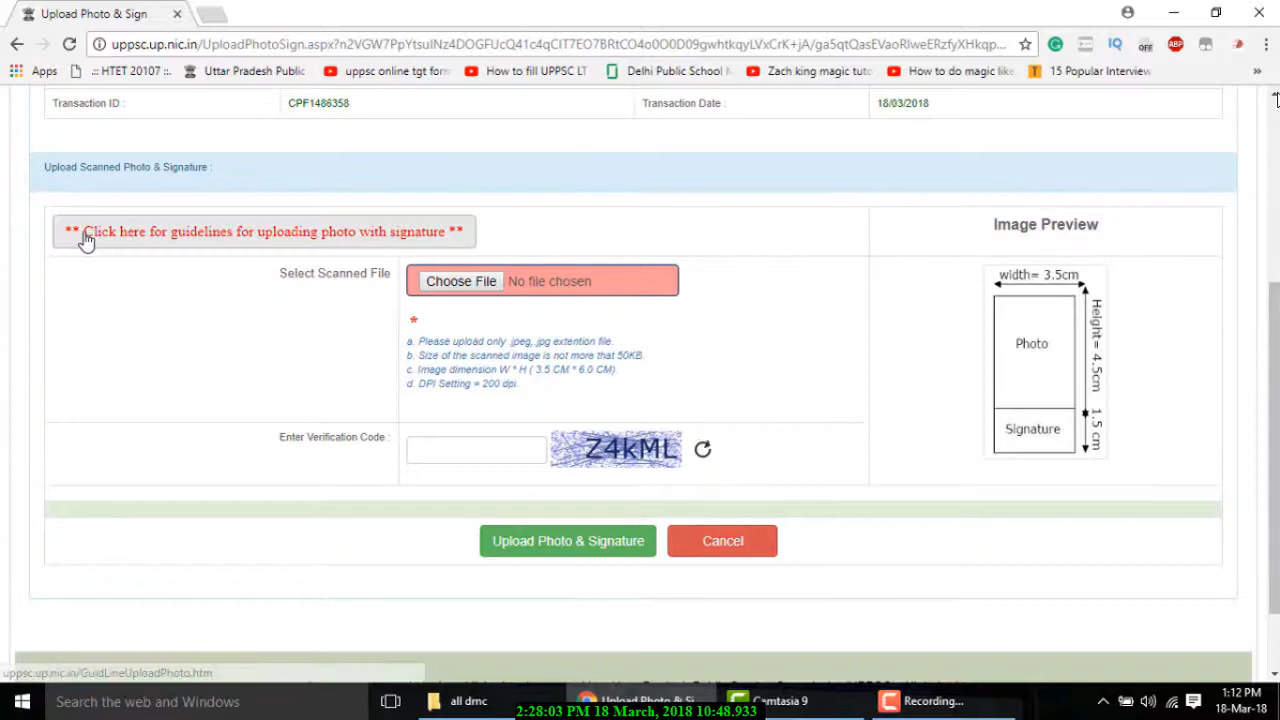 Upload Photo & Sign
uppsc.up.nic.in/UploadPhotoSign.aspx?
Apps
.:: HTET 20107 ::.
Uttar Pradesh Public
uppsc online tgt form
How to fill UPPSC LT
Delhi Public School
Zach king magic tuto
How to do magic like
15 Popular Interview
»
Transaction ID :
CPF1486358
Transaction Date :
18/03/2018
Upload Scanned Photo & Signature :
** Click here for guidelines for uploading photo with signature **
Image Preview
Select Scanned File
Choose File No file chosen
*
a. Please upload only .jpeg,.jpg extention file.
b. Size of the scanned image is not more that 50KB.
c. Image dimension W * H ( 3.5 CM * 6.0 CM).
d. DPI Setting = 200 dpi.
width= 3.5cm
Photo
Height= 4.5cm
Signature
1.5 cm
Enter Verification Code :
Z4kML
Upload Photo & Signature
Cancel
uppsc.up.nic.in/GuidLineUploadPhoto.htm
Search the web and Windows
all dmc
Upload Photo & Si
Camtasia 9
Recording...
1:12 PM
18-Mar-18
2:28:03 PM 18 March, 2018 10:48.933